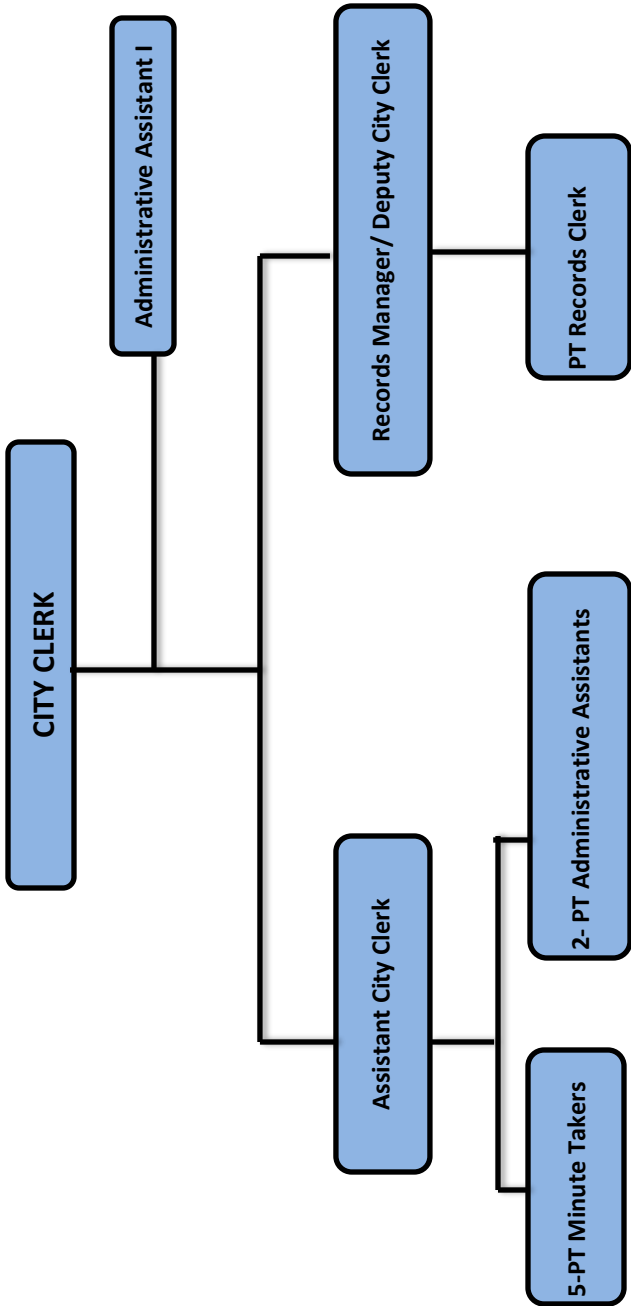 CITY CLERK
Administrative Assistant I
Assistant City Clerk
Records Manager/ Deputy City Clerk
5-PT Minute Takers
2- PT Administrative Assistants
PT Records Clerk